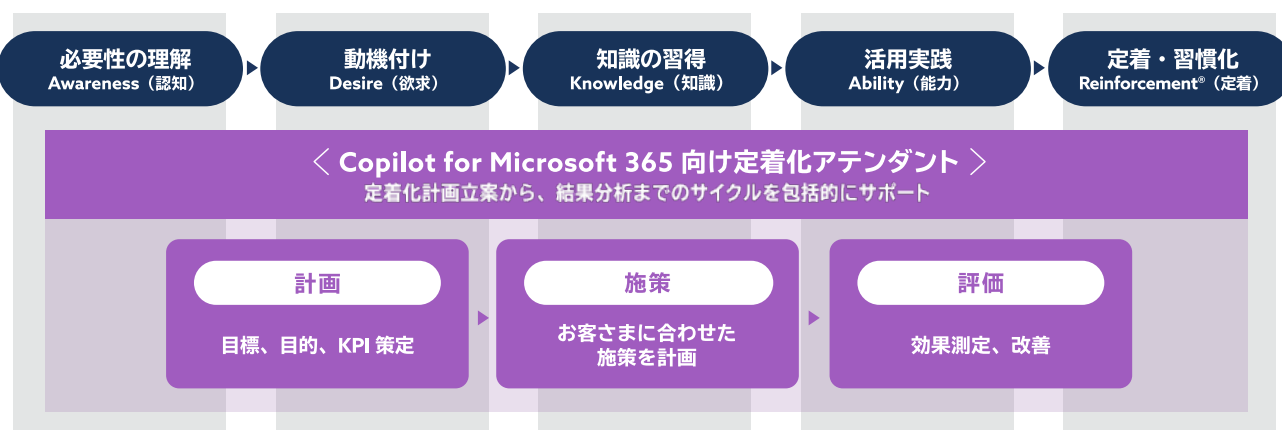 必要性の理解
Awareness（認知）
動機付け
Desire（欲求）
知識の習得
Knowledge（知識）
活用実践
Ability（能力）
定着・習慣化
Reinforcement®（定着）
＜ Copilot for Microsoft 365 向け定着化アテンダント ＞
定着化計画立案から、結果分析までのサイクルを包括的にサポート
計画
目標、目的、KPI 策定
施策
お客さまに合わせた
施策を計画
評価
効果測定、改善